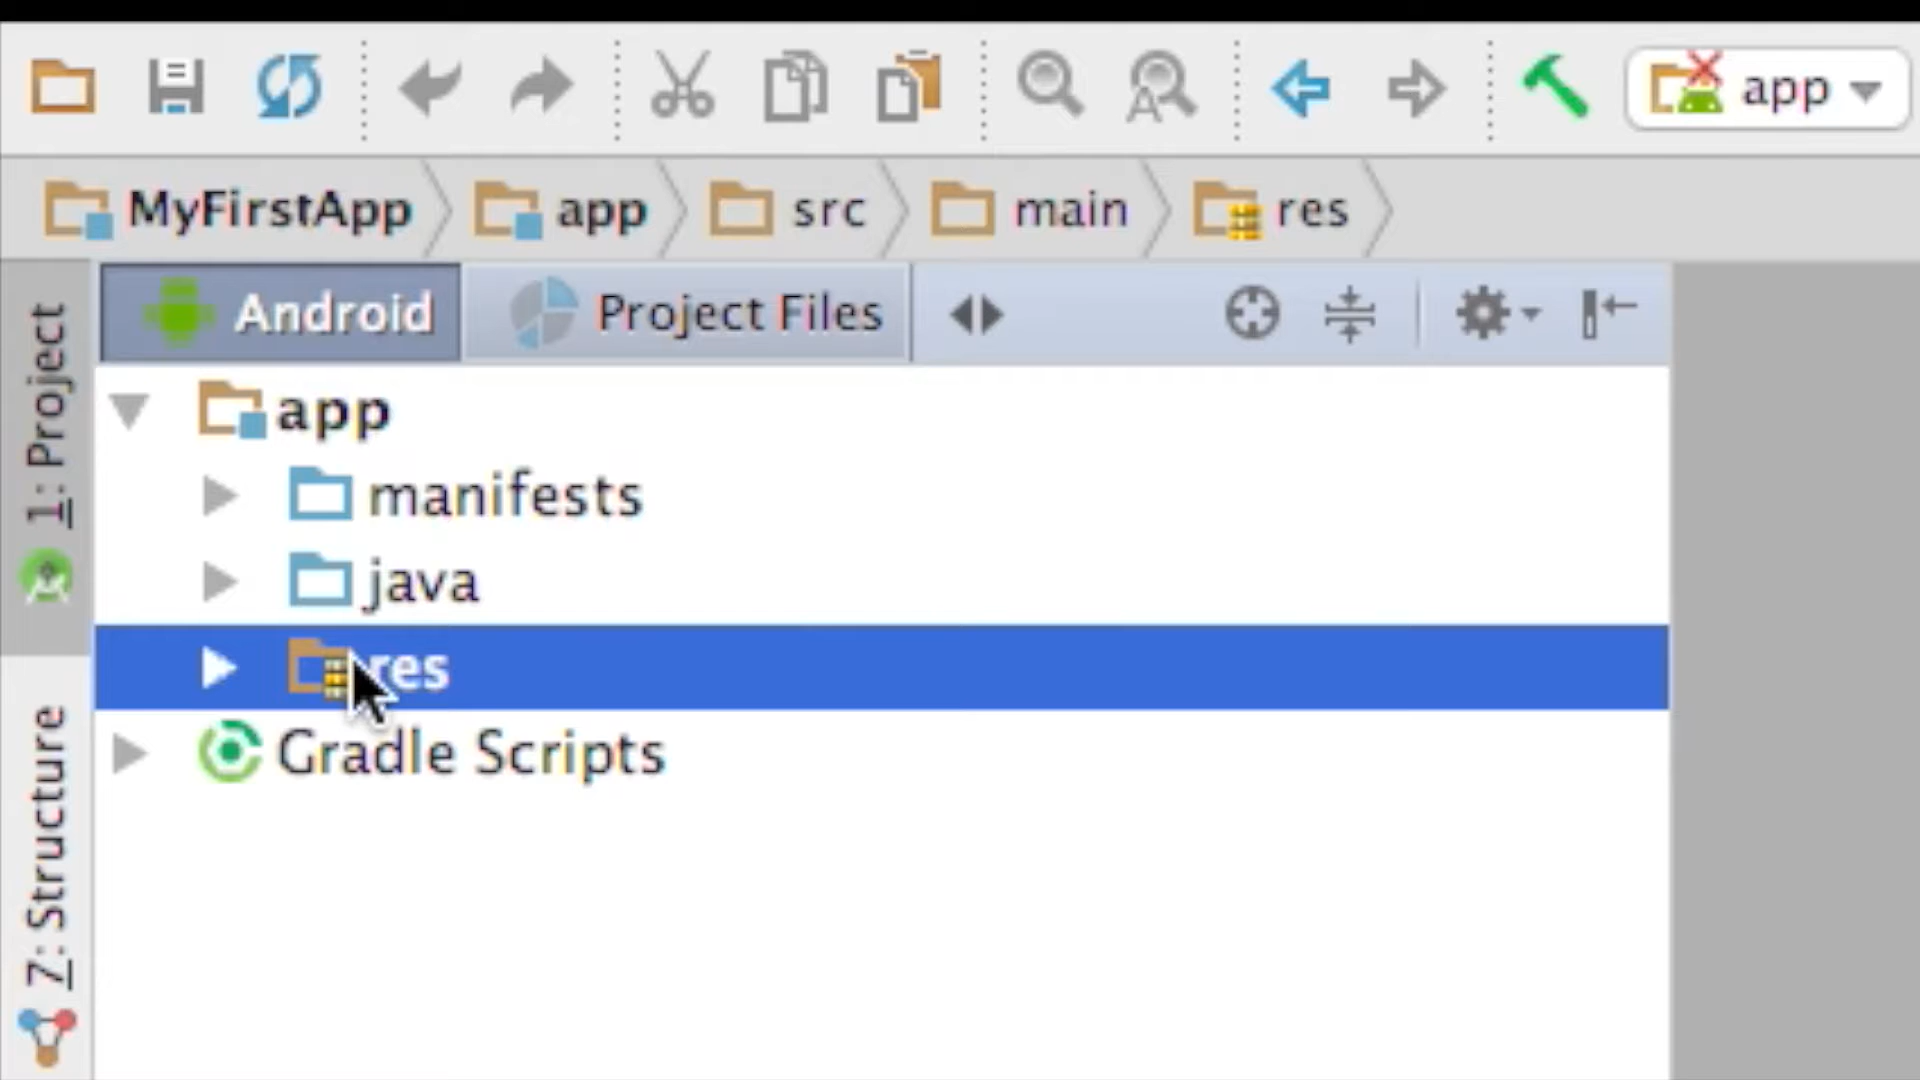 app
MyFirstApp app src main res
Android Project Files
1: Project
app
manifests
java
res
Gradle Scripts
7: Structure